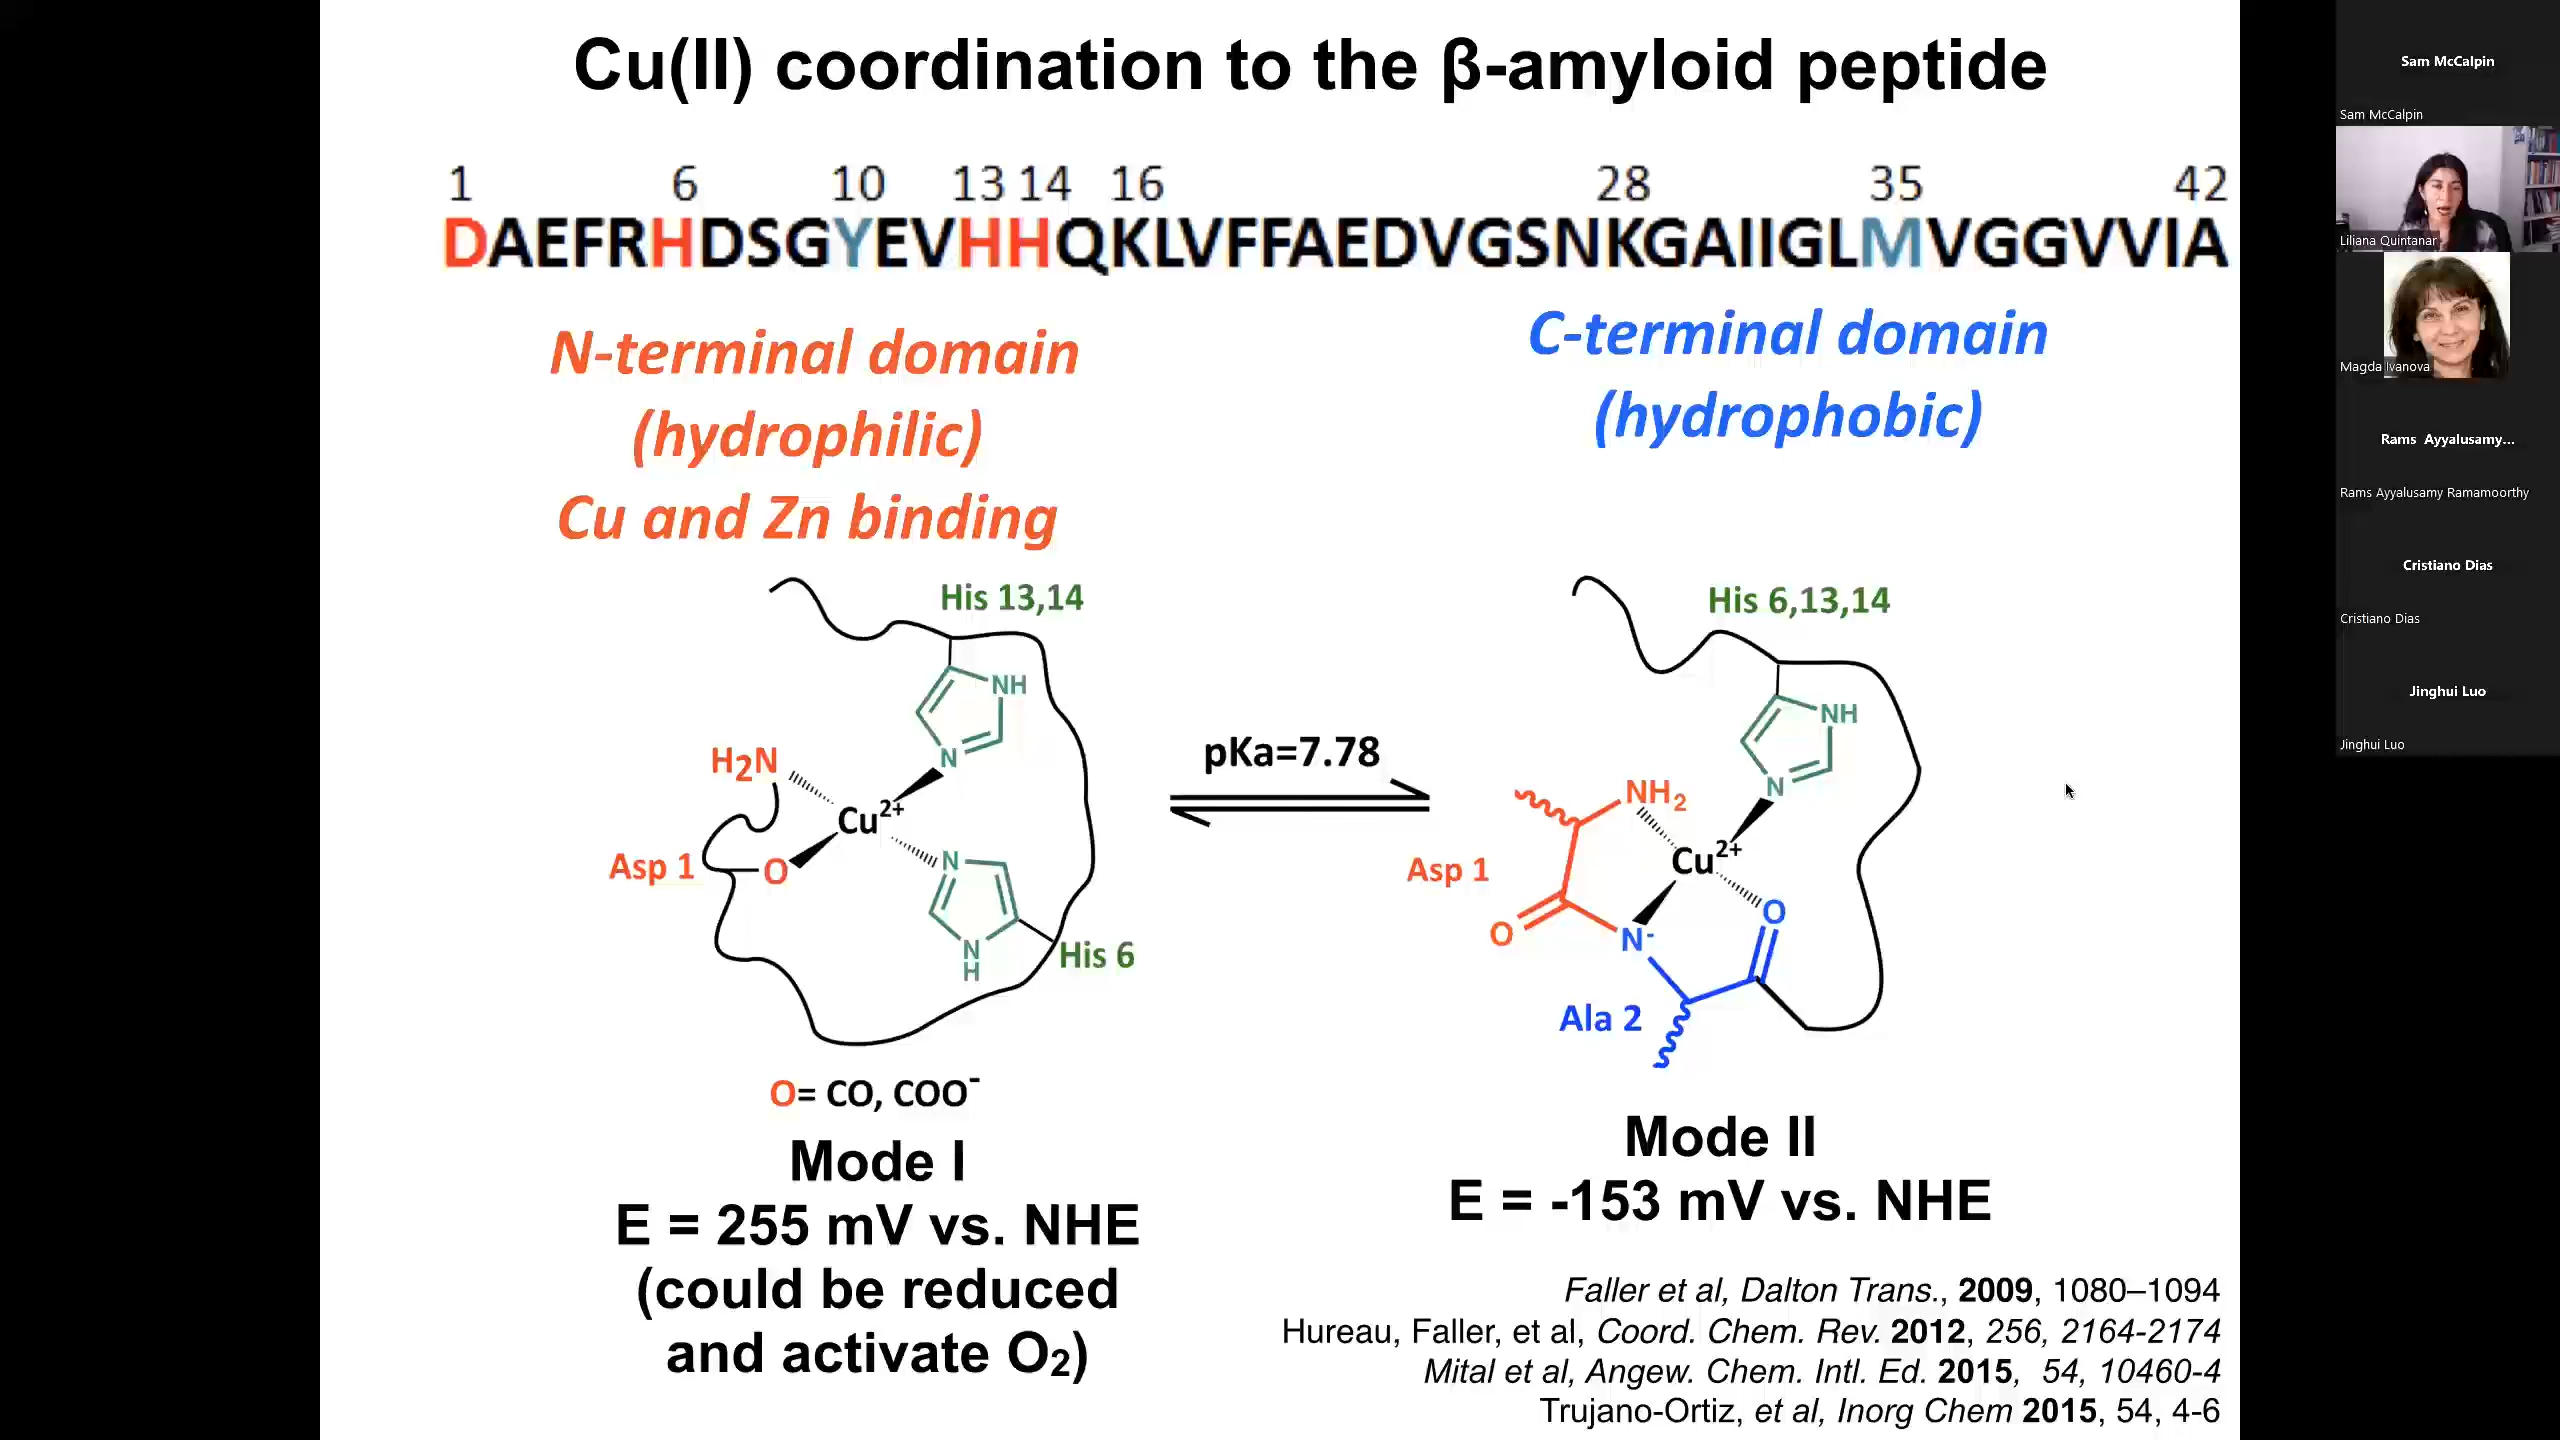 Cu(II) coordination to the ß-amyloid peptide
1 6 10 13 14 16 28 35 42
DAEFRHDSGYEVHHQKLVFFAEDVGSNKGAIIGLMVGGVVIA
N-terminal domain
(hydrophilic)
Cu and Zn binding
C-terminal domain
(hydrophobic)
His 13,14
NH
N
H2N
Cu2+
Asp 1
O
N
N
H
His 6
O= CO, COO-
Mode I
E = 255 mV vs. NHE
(could be reduced
and activate O2)
pKa=7.78
His 6,13,14
NH
N
NH2
Cu2+
Asp 1
O
N-
O
Ala 2
Mode II
E = -153 mV vs. NHE
Faller et al, Dalton Trans., 2009, 1080–1094
Hureau, Faller, et al, Coord. Chem. Rev. 2012, 256, 2164-2174
Mital et al, Angew. Chem. Intl. Ed. 2015, 54, 10460-4
Trujano-Ortiz, et al, Inorg Chem 2015, 54, 4-6
Sam McCalpin
Sam McCalpin
Liliana Quintanar
Magda Ivanova
Rams Ayyalusamy...
Rams Ayyalusamy Ramamoorthy
Cristiano Dias
Cristiano Dias
Jinghui Luo
Jinghui Luo